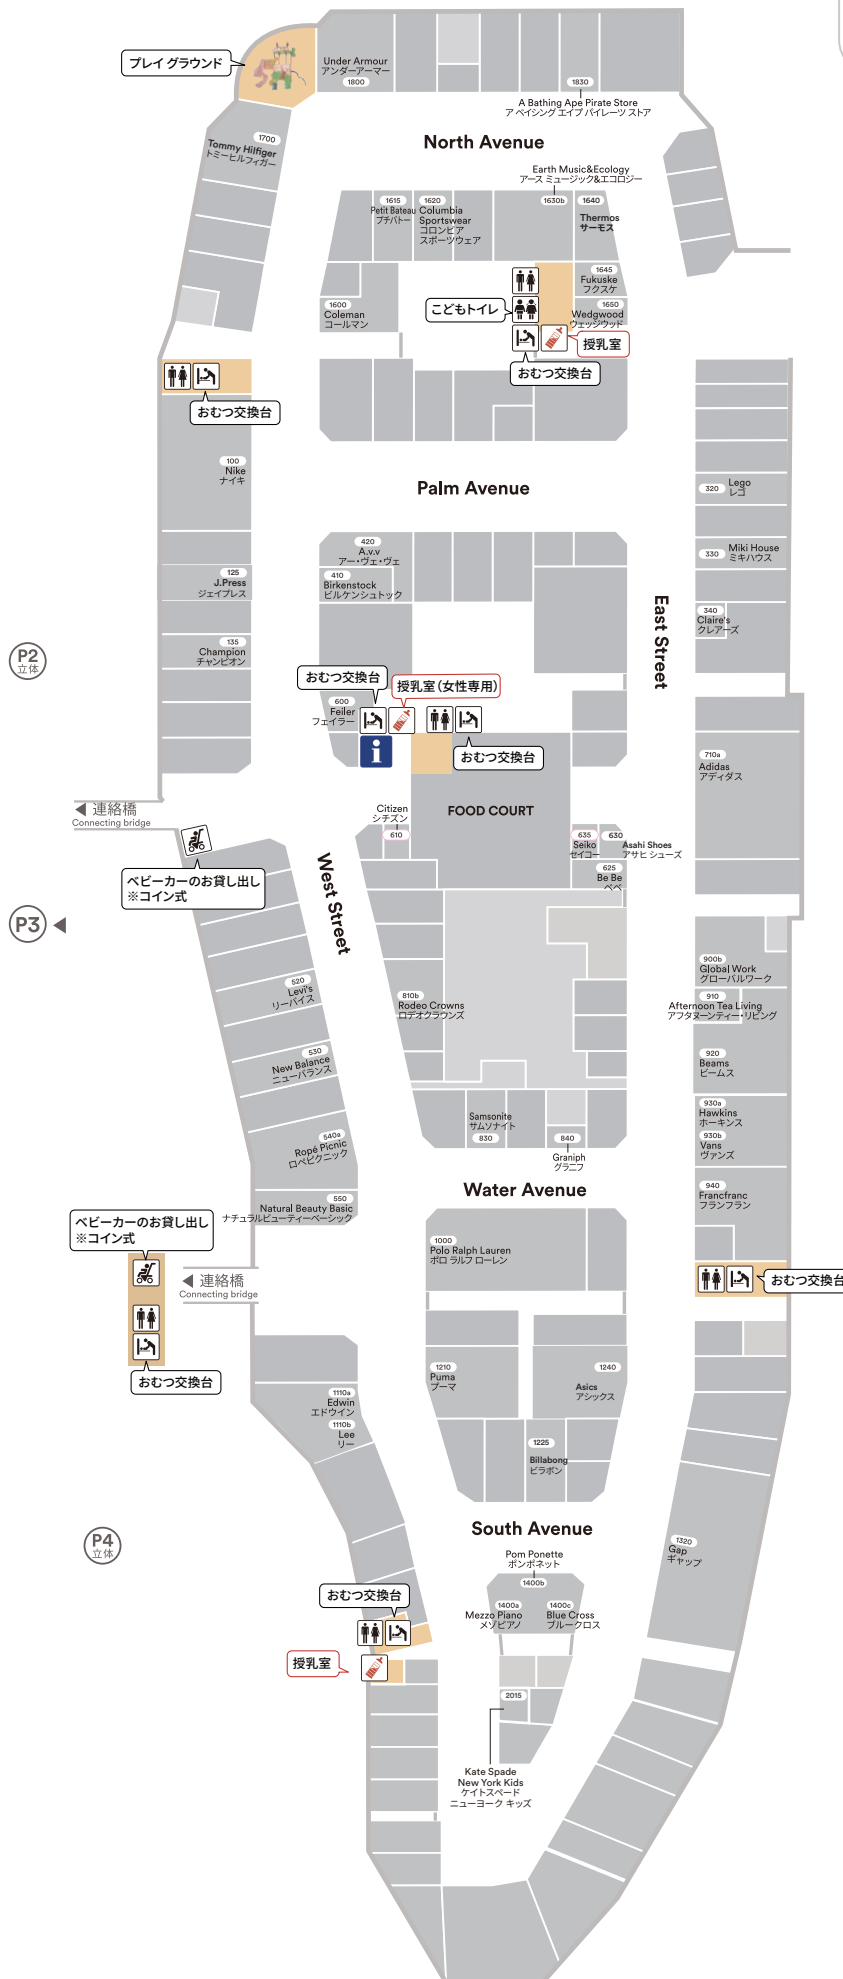 プレイ グラウンド
Under Armour
アンダーアーマー
1800
1830
A Bathing Ape Pirate Store
ア ベイシング エイプ パイレーツ ストア
North Avenue
1700
Tommy Hilfiger
トミーヒルフィガー
Earth Music&Ecology
アース ミュージック&エコロジー
1615
Petit Bateau
プチバトー
1620
Columbia
Sportswear
コロンビア
スポーツウェア
1630b
1640
Thermos
サーモス
1645
Fukuske
フクスケ
1600
Coleman
コールマン
こどもトイレ
1650
Wedgwood
ウェッジウッド
授乳室
おむつ交換台
おむつ交換台
100
Nike
ナイキ
Palm Avenue
320
Lego
レゴ
420
A.v.v
アー・ヴェ・ヴェ
330
Miki House
ミキハウス
125
J.Press
ジェイプレス
410
Birkenstock
ビルケンシュトック
340
Claire's
クレアーズ
East Street
135
Champion
チャンピオン
P2
立体
おむつ交換台
授乳室(女性専用)
600
Feiler
フェイラー
i
おむつ交換台
710a
Adidas
アディダス
連絡橋
Connecting bridge
Citizen
シチズン
610
FOOD COURT
635
Seiko
セイコー
630
Asahi Shoes
アサヒ シューズ
625
Be Be
べべ
ベビーカーのお貸し出し
※コイン式
West Street
P3
520
Levi's
リーバイス
810b
Rodeo Crowns
ロデオクラウンズ
900b
Global Work
グローバルワーク
910
Afternoon Tea Living
アフタヌーンティー・リビング
530
New Balance
ニューバランス
920
Beams
ビームス
930a
Hawkins
ホーキンス
930b
Vans
ヴァンズ
540a
Ropé Picnic
ロペピクニック
Samsonite
サムソナイト
830
840
Graniph
グラニフ
550
Natural Beauty Basic
ナチュラルビューティーベーシック
940
Francfranc
フランフラン
Water Avenue
ベビーカーのお貸し出し
※コイン式
1000
Polo Ralph Lauren
ポロ ラルフ ローレン
連絡橋
Connecting bridge
おむつ交換台
おむつ交換台
1210
Puma
プーマ
1240
Asics
アシックス
1110a
Edwin
エドウイン
1110b
Lee
リー
1225
Billabong
ビラボン
South Avenue
P4
立体
1320
Gap
ギャップ
Pom Ponette
ポンポネット
1400b
おむつ交換台
1400a
Mezzo Piano
メゾピアノ
1400c
Blue Cross
ブルークロス
授乳室
2015
Kate Spade
New York Kids
ケイトスペード
ニューヨーク キッズ